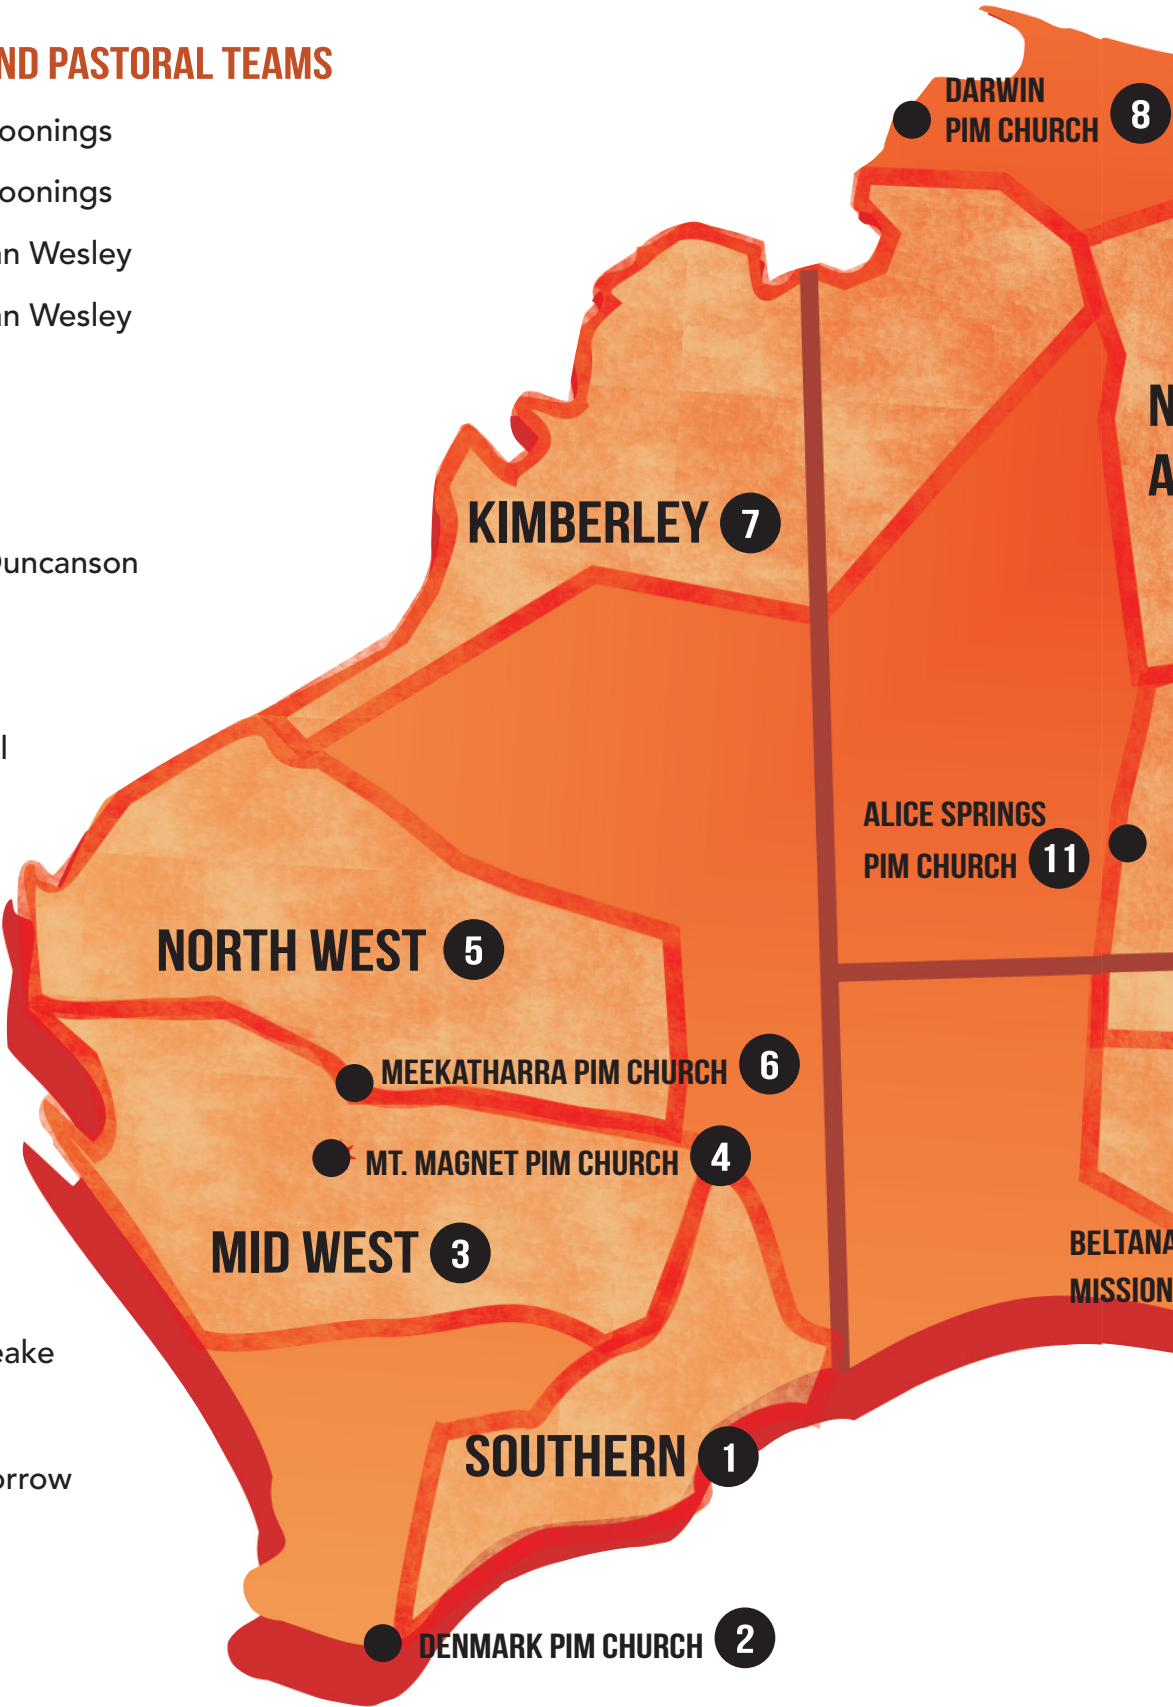 ND PASTORAL TEAMS
oonings
oonings
n Wesley
n Wesley
uncanson
l
eake
orrow
DARWIN
PIM CHURCH 8
N
A
KIMBERLEY 7
ALICE SPRINGS
PIM CHURCH 11
NORTH WEST 5
MEEKATHARRA PIM CHURCH 6
MT. MAGNET PIM CHURCH 4
MID WEST 3
BELTANA
MISSION
SOUTHERN 1
DENMARK PIM CHURCH 2